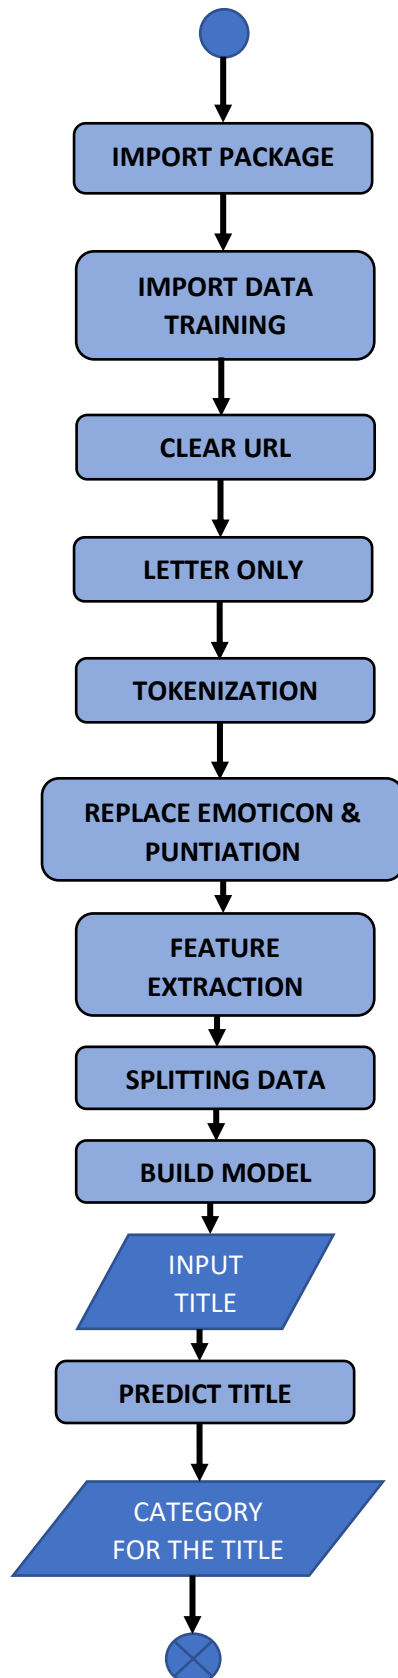 IMPORT PACKAGE
IMPORT DATA
TRAINING
CLEAR URL
LETTER ONLY
TOKENIZATION
REPLACE EMOTICON &
PUNTIATION
FEATURE
EXTRACTION
SPLITTING DATA
BUILD MODEL
INPUT
TITLE
PREDICT TITLE
CATEGORY
FOR THE TITLE